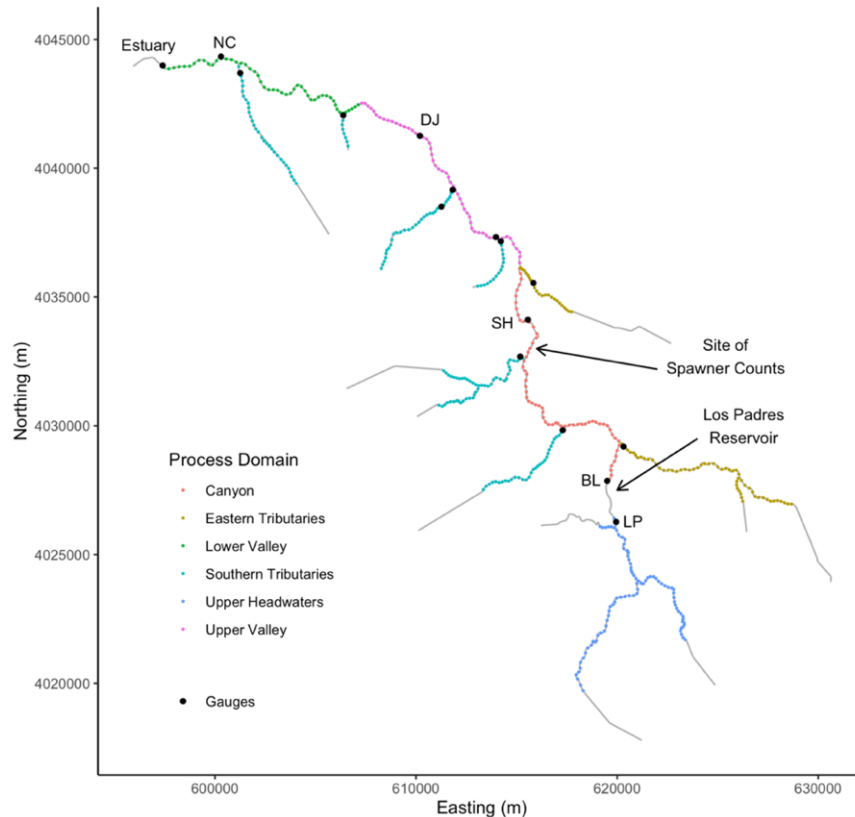 4045000
4040000
4035000
4030000
4025000
4020000
Northing (m)
Estuary
NC
DJ
SH
Site of
Spawner Counts
Los Padres
Reservoir
BL
LP
Process Domain
Canyon
Eastern Tributaries
Lower Valley
Southern Tributaries
Upper Headwaters
Upper Valley
Gauges
600000
610000
620000
630000
Easting (m)